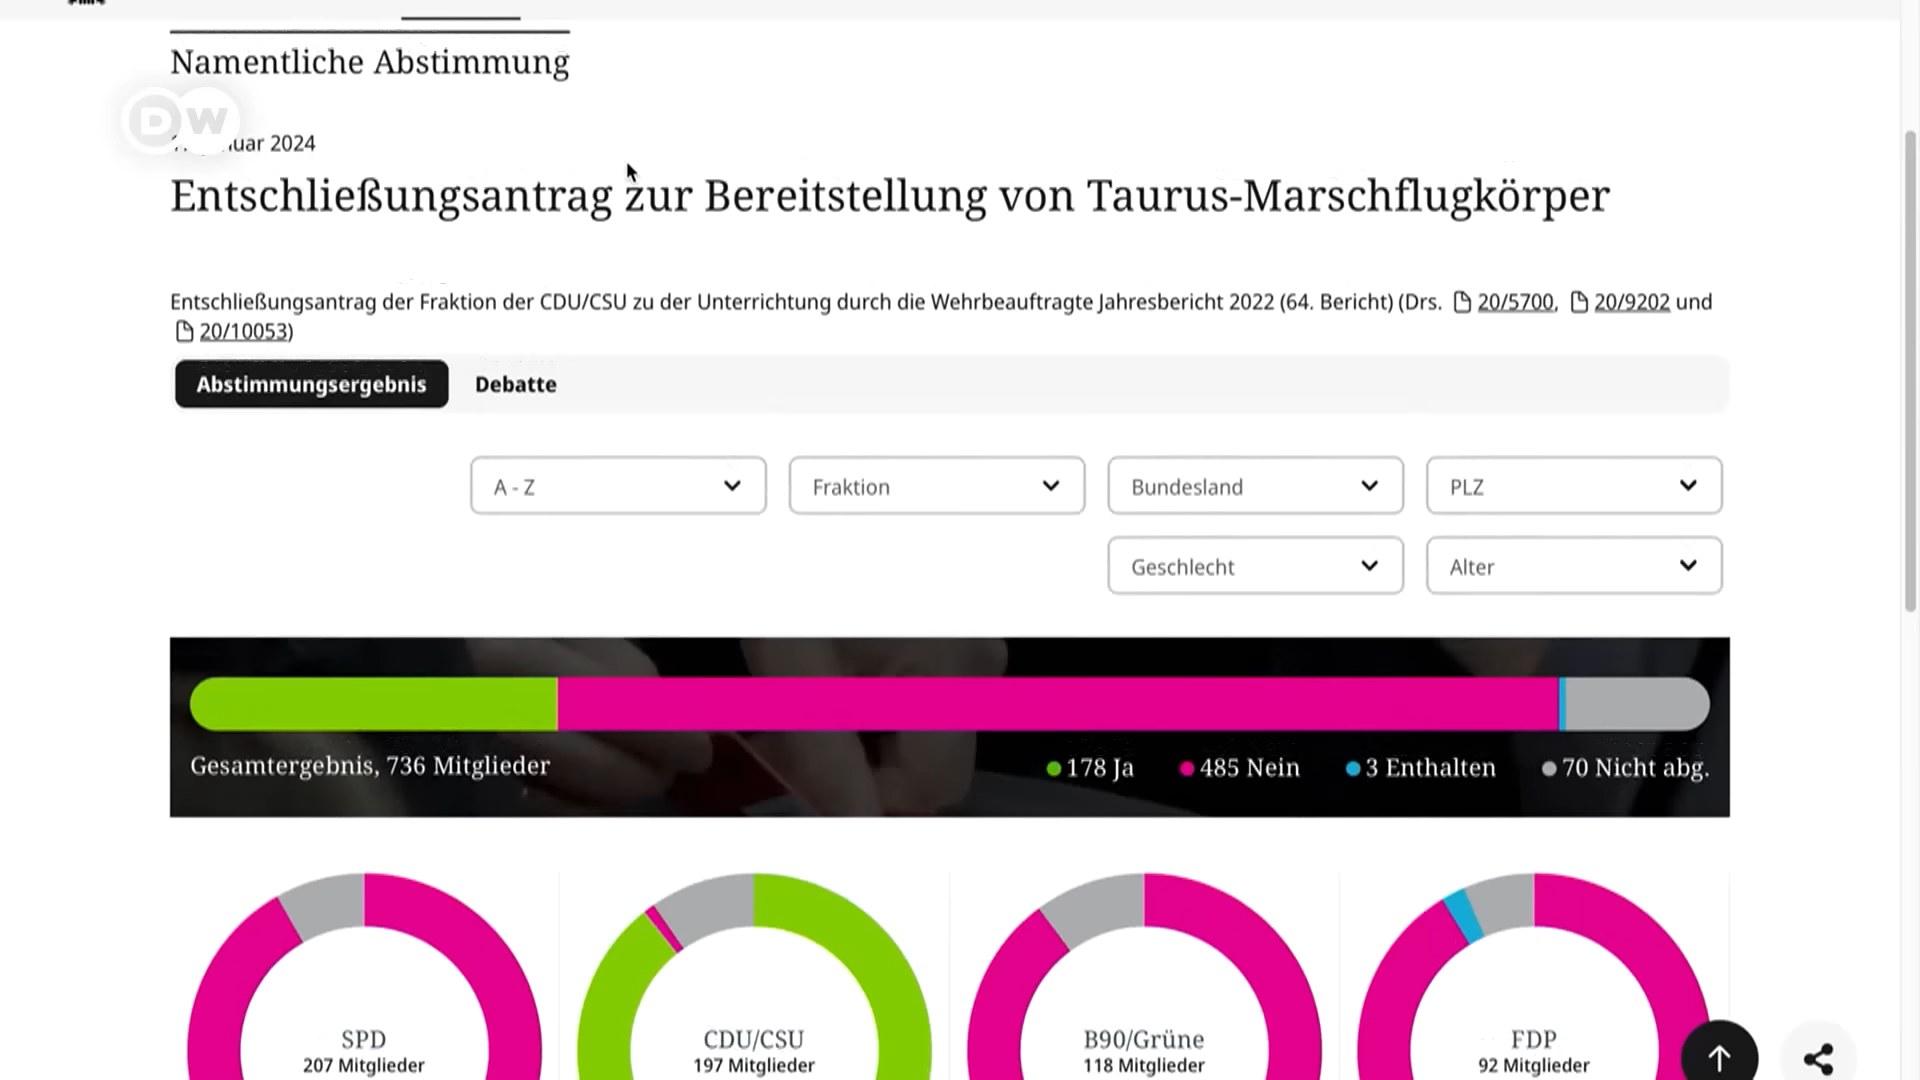 Namentliche Abstimmung
DW
uar 2024
Entschließungsantrag zur Bereitstellung von Taurus-Marschflugkörper
Entschließungsantrag der Fraktion der CDU/CSU zu der Unterrichtung durch die Wehrbeauftragte Jahresbericht 2022 (64. Bericht) (Drs. 20/5700, 20/9202 und
20/10053)
Abstimmungsergebnis Debatte
A - Z Fraktion Bundesland PLZ
Geschlecht Alter
Gesamtergebnis, 736 Mitglieder 178 Ja 485 Nein 3 Enthalten 70 Nicht abg.
SPD CDU/CSU B90/Grüne FDP
207 Mitglieder 197 Mitglieder 118 Mitglieder 92 Mitglieder